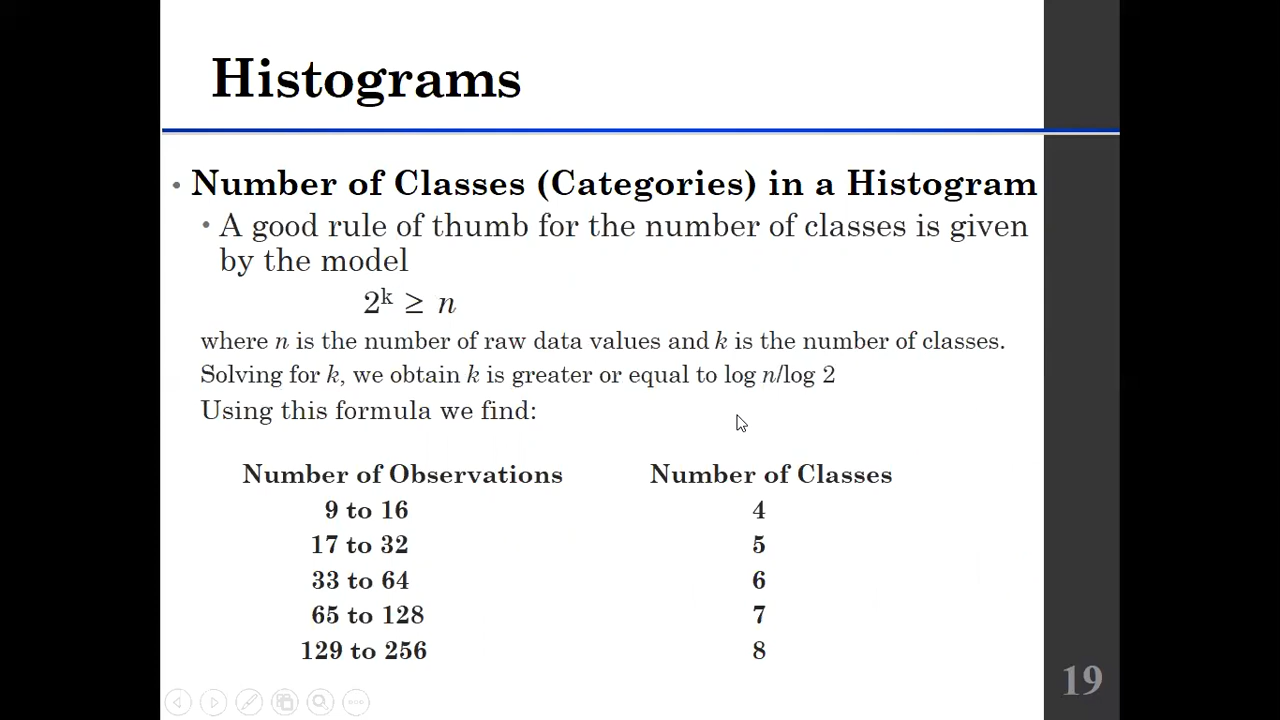 Histograms
• Number of Classes (Categories) in a Histogram
• A good rule of thumb for the number of classes is given
by the model
2ᵏ ≥ n
where n is the number of raw data values and k is the number of classes.
Solving for k, we obtain k is greater or equal to log n/log 2
Using this formula we find:
Number of Observations Number of Classes
9 to 16 4
17 to 32 5
33 to 64 6
65 to 128 7
129 to 256 8
19